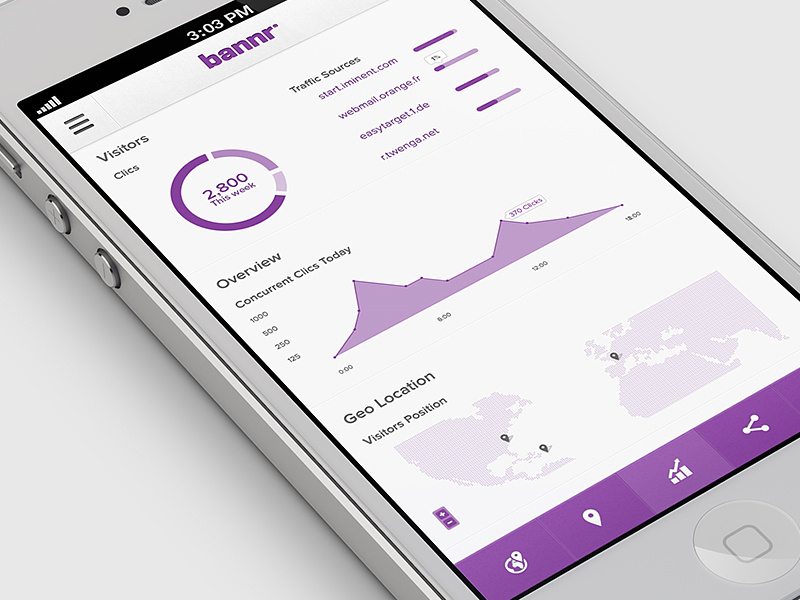 3:03 PM
bannr
Visitors
Clics
2,800
This week
Traffic Sources
start.iminent.com
webmail.orange.fr
easytarget.1.de
r.twenga.net
Overview
Concurrent Clics Today
370 Clicks
1000
500
250
125
0:00
6:00
12:00
18:00
Geo Location
Visitors Position